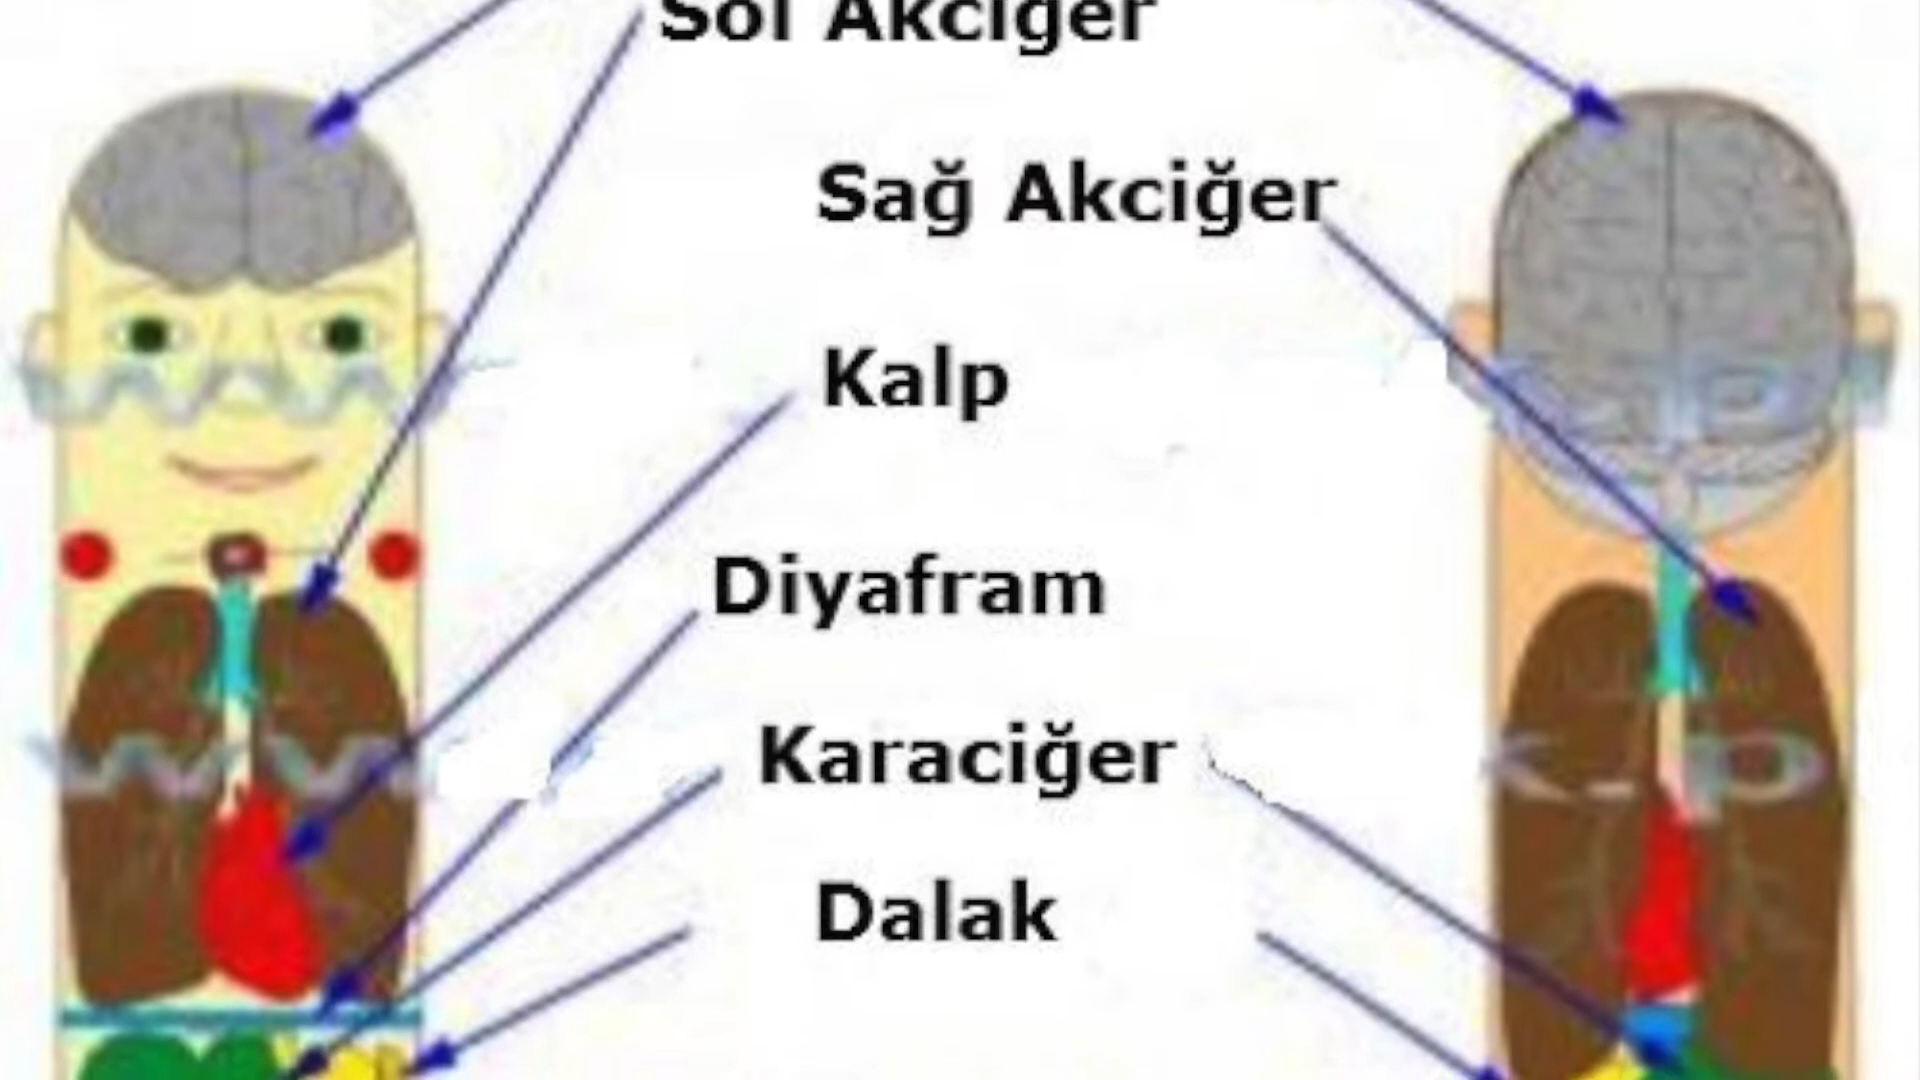 Sol Akciğer
Sağ Akciğer
Kalp
Diyafram
Karaciğer
Dalak